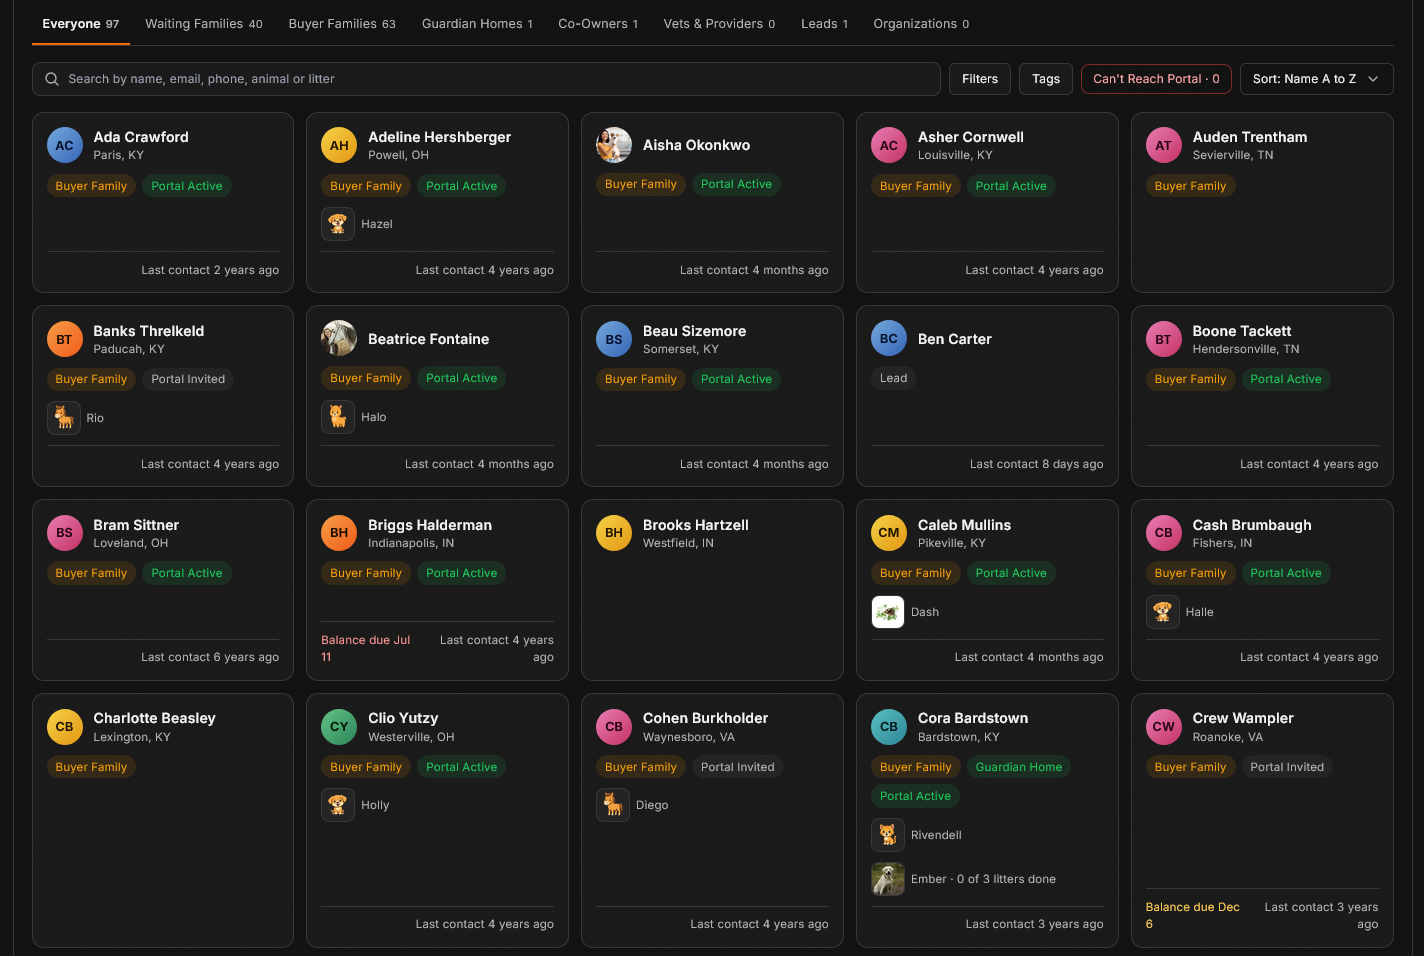 Everyone 97 Waiting Families 40 Buyer Families 63 Guardian Homes 1 Co-Owners 1 Vets & Providers 0 Leads 1 Organizations 0
Search by name, email, phone, animal or litter
Filters
Tags
Can't Reach Portal · 0
Sort: Name A to Z
AC
Ada Crawford
Paris, KY
Buyer Family Portal Active
Last contact 2 years ago
AH
Adeline Hershberger
Powell, OH
Buyer Family Portal Active
Hazel
Last contact 4 years ago
Aisha Okonkwo
Buyer Family Portal Active
Last contact 4 months ago
AC
Asher Cornwell
Louisville, KY
Buyer Family Portal Active
Last contact 4 years ago
AT
Auden Trentham
Sevierville, TN
Buyer Family
BT
Banks Threlkeld
Paducah, KY
Buyer Family Portal Invited
Rio
Last contact 4 years ago
Beatrice Fontaine
Buyer Family Portal Active
Halo
Last contact 4 months ago
BS
Beau Sizemore
Somerset, KY
Buyer Family Portal Active
Last contact 4 months ago
BC
Ben Carter
Lead
Last contact 8 days ago
BT
Boone Tackett
Hendersonville, TN
Buyer Family Portal Active
Last contact 4 years ago
BS
Bram Sittner
Loveland, OH
Buyer Family Portal Active
Last contact 6 years ago
BH
Briggs Halderman
Indianapolis, IN
Buyer Family Portal Active
Balance due Jul
11
Last contact 4 years
ago
BH
Brooks Hartzell
Westfield, IN
CM
Caleb Mullins
Pikeville, KY
Buyer Family Portal Active
Dash
Last contact 4 months ago
CB
Cash Brumbaugh
Fishers, IN
Buyer Family Portal Active
Halle
Last contact 4 years ago
CB
Charlotte Beasley
Lexington, KY
Buyer Family
CY
Clio Yutzy
Westerville, OH
Buyer Family Portal Active
Holly
Last contact 4 years ago
CB
Cohen Burkholder
Waynesboro, VA
Buyer Family Portal Invited
Diego
Last contact 4 years ago
CB
Cora Bardstown
Bardstown, KY
Buyer Family Guardian Home
Portal Active
Rivendell
Ember · 0 of 3 litters done
Last contact 3 years ago
CW
Crew Wampler
Roanoke, VA
Buyer Family Portal Invited
Balance due Dec
6
Last contact 3 years
ago